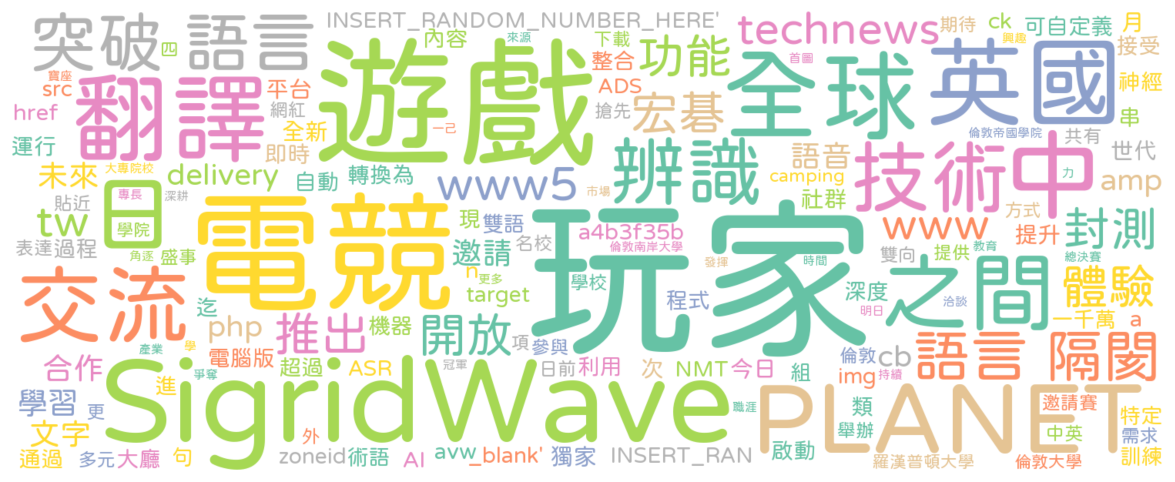 INSERT_RANDOM_NUMBER_HERE'
突破 語言
四
內容
來源
下載
功能
整合
ADS
technews
期待
ck
興趣
可自定義
月
接受
寶座
src
平台
href
翻譯
網紅
全新
遊戲
搶先
宏碁
首圖
全球
英國
神經
串
運行
大專院校
即時
一己
倫敦帝國學院
共有
世代
未來
delivery
自動
轉換為
www5
辨識
語音
camping
技術中
力
amp
貼近
專長
深耕
市場
社群
tw
日
學院
電競
現
雙語
名校
a4b3f35b
倫敦南岸大學
玩家
www
方式
提升
封測
表達過程
角逐
盛事
邀請
更多
發揮
時間
雙向
提供
教育
總決賽
交流
迄
n
target
學校
程式
深度
明日
之間
洽談
體驗
一千萬
a
php
推出
機器
開放
項
參與
產業
學
電腦版
爭奪
超過
ASR
冠軍
日前
利用
次
NMT
今日
組
倫敦
cb
img
持續
語言 隔閡
合作
進
SigridWave
職涯
PLANET
類
邀請賽
特定
學習
更
舉辦
文字
外
中英
需求
通過
多元
大廳
句
zoneid
術語
AI
avw
_blank'
獨家
INSERT_RAN
啟動
羅漢普頓大學
倫敦大學
訓練